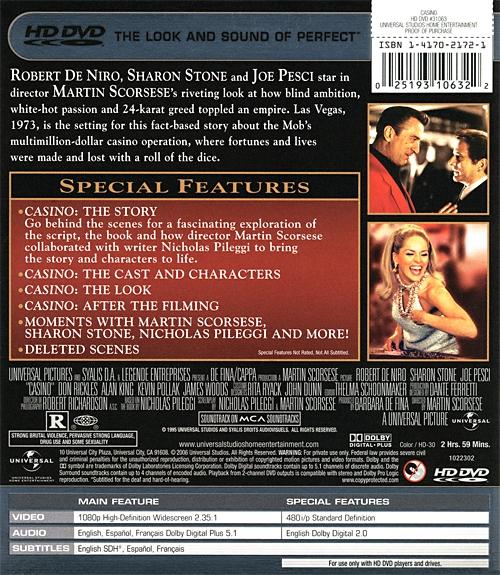 CASINO
HD DVD #31063
UNIVERSAL STUDIOS HOME ENTERTAINMENT
PROOF OF PURCHASE
HD DVD THE LOOK AND SOUND OF PERFECT™
ISBN 1-4170-2172-1
0 25193 10632 2
ROBERT DE NIRO, SHARON STONE and JOE PESCI star in
director MARTIN SCORSESE's riveting look at how blind ambition,
white-hot passion and 24-karat greed toppled an empire. Las Vegas,
1973, is the setting for this fact-based story about the Mob's
multimillion-dollar casino operation, where fortunes and lives
were made and lost with a roll of the dice.
SPECIAL FEATURES
• CASINO: THE STORY
Go behind the scenes for a fascinating exploration of
the script, the book and how director Martin Scorsese
collaborated with writer Nicholas Pileggi to bring
the story and characters to life.
• CASINO: THE CAST AND CHARACTERS
• CASINO: THE LOOK
• CASINO: AFTER THE FILMING
• MOMENTS WITH MARTIN SCORSESE,
SHARON STONE, NICHOLAS PILEGGI AND MORE!
• DELETED SCENES
Special Features Not Rated. Not All Subtitled.
UNIVERSAL PICTURES AND SYALIS D.A. & LEGENDE ENTREPRISES PRESENT A DE FINA/CAPPA PRODUCTION A MARTIN SCORSESE PICTURE ROBERT DE NIRO SHARON STONE JOE PESCI
"CASINO" DON RICKLES ALAN KING KEVIN POLLAK JAMES WOODS RITA RYACK JOHN DUNN EDITOR THELMA SCHOONMAKER PRODUCTION DESIGNER DANTE FERRETTI
DIRECTOR OF PHOTOGRAPHY ROBERT RICHARDSON BASED ON THE BOOK BY NICHOLAS PILEGGI SCREENPLAY BY NICHOLAS PILEGGI & MARTIN SCORSESE PRODUCED BY BARBARA DE FINA DIRECTED BY MARTIN SCORSESE
SOUNDTRACK ON MCA SOUNDTRACKS
A UNIVERSAL PICTURE
UNIVERSAL
R
STRONG BRUTAL VIOLENCE, PERVASIVE STRONG LANGUAGE,
DRUG USE AND SOME SEXUALITY
© 1995 UNIVERSAL STUDIOS AND SYALIS DROITS AUDIOVISUELS. ALL RIGHTS RESERVED.
www.universalstudioshomeentertainment.com
DOLBY
DIGITAL PLUS
Color / HD-30
2 Hrs. 59 Mins.
UNIVERSAL
10 Universal City Plaza, Universal City, CA 91608. © 2006 Universal Studios. All Rights Reserved. WARNING: For private use only. Federal law provides severe civil
and criminal penalties for the unauthorized reproduction, distribution or exhibition of copyrighted motion pictures and video formats. Dolby and the
DD symbol are trademarks of Dolby Laboratories Licensing Corporation. Dolby Digital soundtracks contain up to 5.1 channels of discrete audio. Dolby
Surround soundtracks contain up to 4 channels of encoded audio. Playback from 2-channel DVD outputs is compatible with stereo and Dolby Pro Logic
reproduction. *Subtitled for the deaf and hard-of-hearing.
www.copyprotected.com
1022302
HD DVD
MAIN FEATURE SPECIAL FEATURES
VIDEO 1080p High-Definition Widescreen 2.35:1 480i/p Standard Definition
AUDIO English, Español, Français Dolby Digital Plus 5.1 English Dolby Digital 2.0
SUBTITLES English SDH*, Español, Français
For use only with HD DVD players and drives.